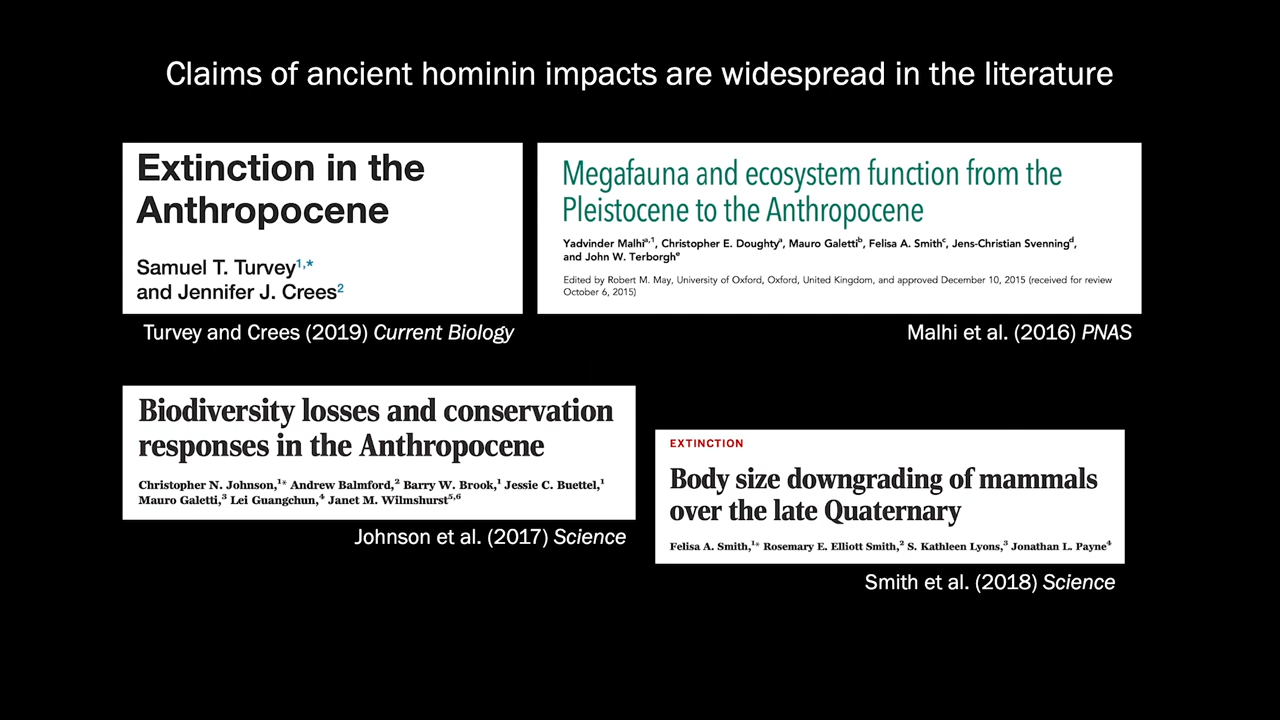 Claims of ancient hominin impacts are widespread in the literature
Extinction in the
Anthropocene
Samuel T. Turvey1,*
and Jennifer J. Crees2
Turvey and Crees (2019) Current Biology
Megafauna and ecosystem function from the
Pleistocene to the Anthropocene
Yadvinder Malhia,1, Christopher E. Doughtya, Mauro Galettib, Felisa A. Smithc, Jens-Christian Svenningd,
and John W. Terborghe
Edited by Robert M. May, University of Oxford, Oxford, United Kingdom, and approved December 10, 2015 (received for review
October 6, 2015)
Malhi et al. (2016) PNAS
Biodiversity losses and conservation
responses in the Anthropocene
Christopher N. Johnson,1* Andrew Balmford,2 Barry W. Brook,1 Jessie C. Buettel,1
Mauro Galetti,3 Lei Guangchun,4 Janet M. Wilmshurst5,6
Johnson et al. (2017) Science
EXTINCTION
Body size downgrading of mammals
over the late Quaternary
Felisa A. Smith,1* Rosemary E. Elliott Smith,2 S. Kathleen Lyons,3 Jonathan L. Payne4
Smith et al. (2018) Science